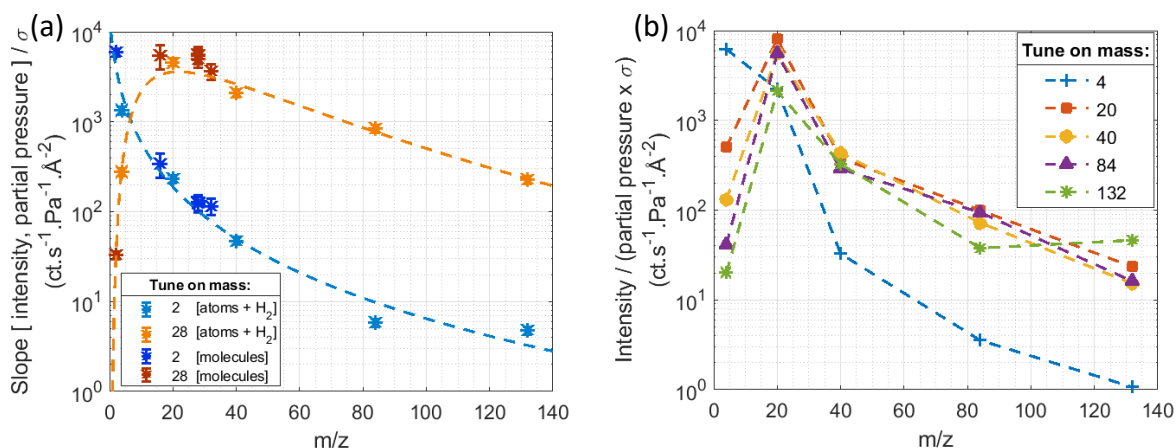 (a)
Slope [ intensity, partial pressure ] / σ
(ct.s⁻¹.Pa⁻¹.Å⁻²)
10⁴
10³
10²
10¹
10⁰
Tune on mass:
2 [atoms + H₂]
28 [atoms + H₂]
2 [molecules]
28 [molecules]
0 20 40 60 80 100 120 140
m/z
(b)
Intensity / (partial pressure x σ)
(ct.s⁻¹.Pa⁻¹.Å⁻²)
10⁴
10³
10²
10¹
10⁰
Tune on mass:
4
20
40
84
132
0 20 40 60 80 100 120 140
m/z